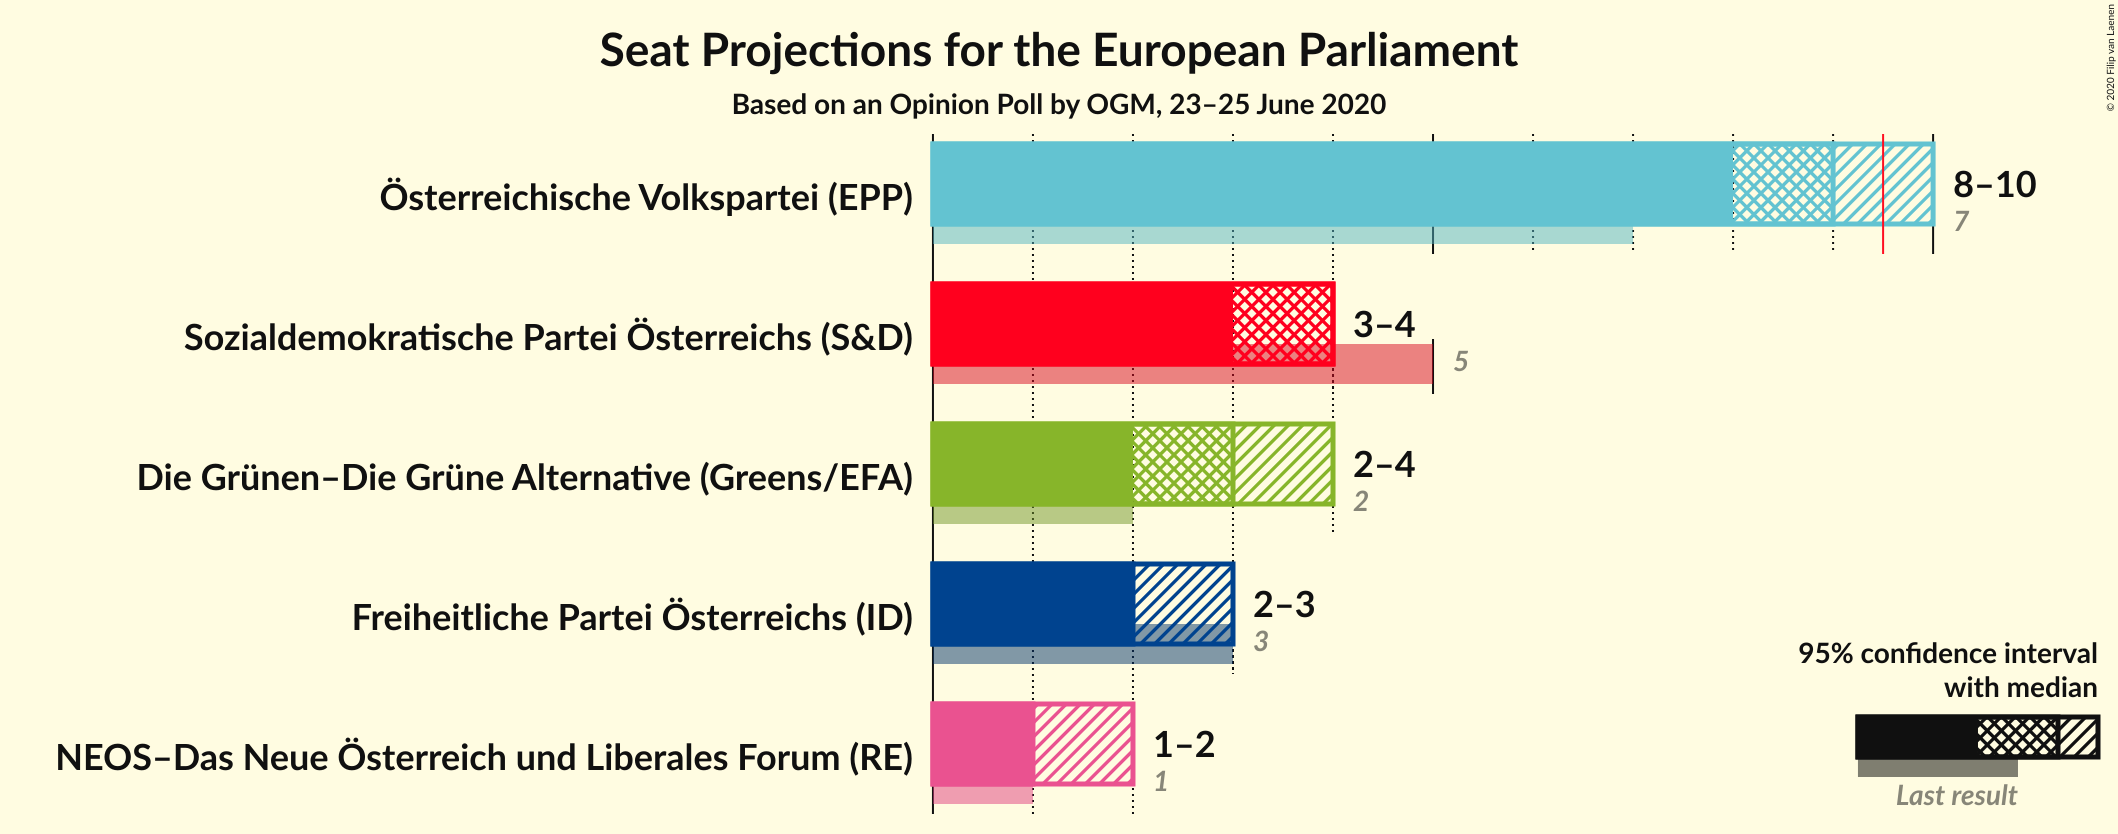 Seat Projections for the European Parliament
Based on an Opinion Poll by OGM, 23–25 June 2020
© 2020 Filip van Laenen
Österreichische Volkspartei (EPP)
8–10
7
Sozialdemokratische Partei Österreichs (S&D)
3–4
5
Die Grünen–Die Grüne Alternative (Greens/EFA)
2–4
2
Freiheitliche Partei Österreichs (ID)
2–3
3
NEOS–Das Neue Österreich und Liberales Forum (RE)
1–2
1
95% confidence interval
with median
Last result